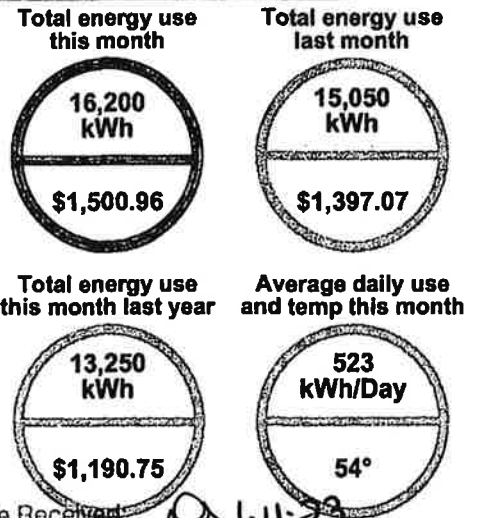 Total energy use
this month
16,200
kWh
$1,500.96
Total energy use
last month
15,050
kWh
$1,397.07
Total energy use
this month last year
13,250
kWh
$1,190.75
Average daily use
and temp this month
523
kWh/Day
54°
Received